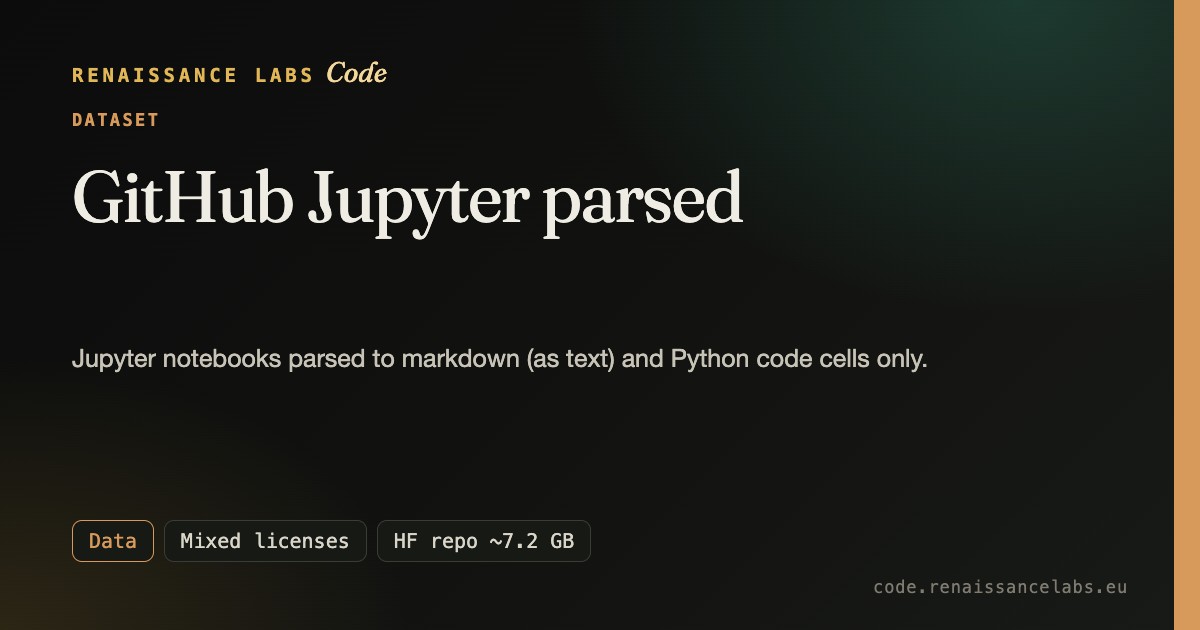 RENAISSANCE LABS Code
DATASET
GitHub Jupyter parsed
Jupyter notebooks parsed to markdown (as text) and Python code cells only.
Data
Mixed licenses
HF repo ~7.2 GB
code.renaissancelabs.eu